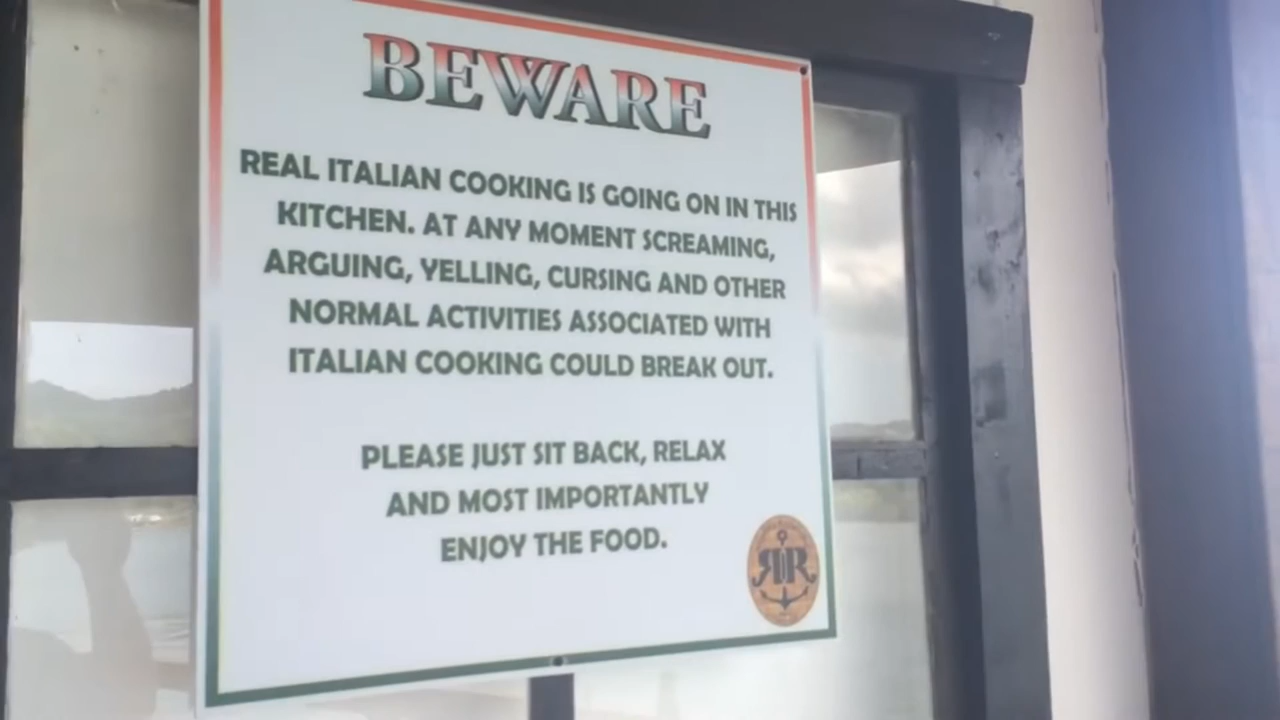 BEWARE
REAL ITALIAN COOKING IS GOING ON IN THIS
KITCHEN. AT ANY MOMENT SCREAMING,
ARGUING, YELLING, CURSING AND OTHER
NORMAL ACTIVITIES ASSOCIATED WITH
ITALIAN COOKING COULD BREAK OUT.
PLEASE JUST SIT BACK, RELAX
AND MOST IMPORTANTLY
ENJOY THE FOOD.